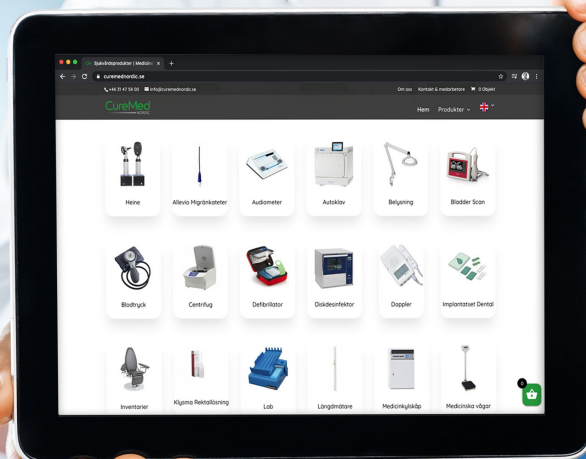 Sjukvårdsprodukter | Medicinsk
curemednordic.se
+46 31 47 58 00 info@curemednordic.se Om oss Kontakt & medarbetare 0 Objekt
CureMed
NORDIC
Hem Produkter
Heine Allevio Migränkateter Audiometer Autoklav Belysning Bladder Scan
Blodtryck Centrifug Defibrillator Diskdesinfektor Doppler Implantatset Dental
0
Inventarier Klysma Rektallösning Lab Längdmätare Medicinkylskåp Medicinska vågar